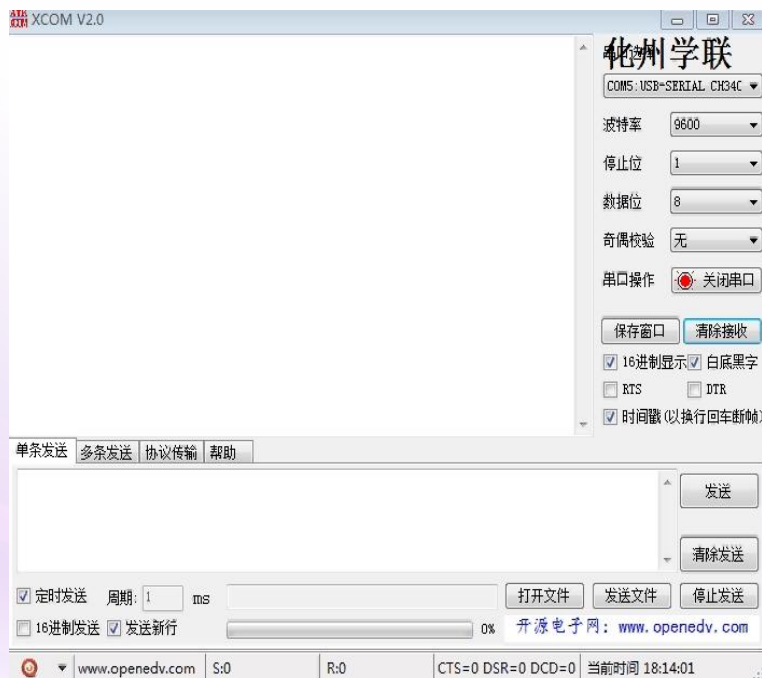 XCOM V2.0
化州学联
COM5:USB-SERIAL CH34C
波特率 9600
停止位 1
数据位 8
奇偶校验 无
串口操作 关闭串口
保存窗口 清除接收
16进制显示 白底黑字
RTS DTR
时间戳(以换行回车断帧)
单条发送 多条发送 协议传输 帮助
发送
清除发送
定时发送 周期: 1 ms 打开文件 发送文件 停止发送
16进制发送 发送新行 0% 开源电子网: www.openedv.com
www.openedv.com S:0 R:0 CTS=0 DSR=0 DCD=0 当前时间 18:14:01